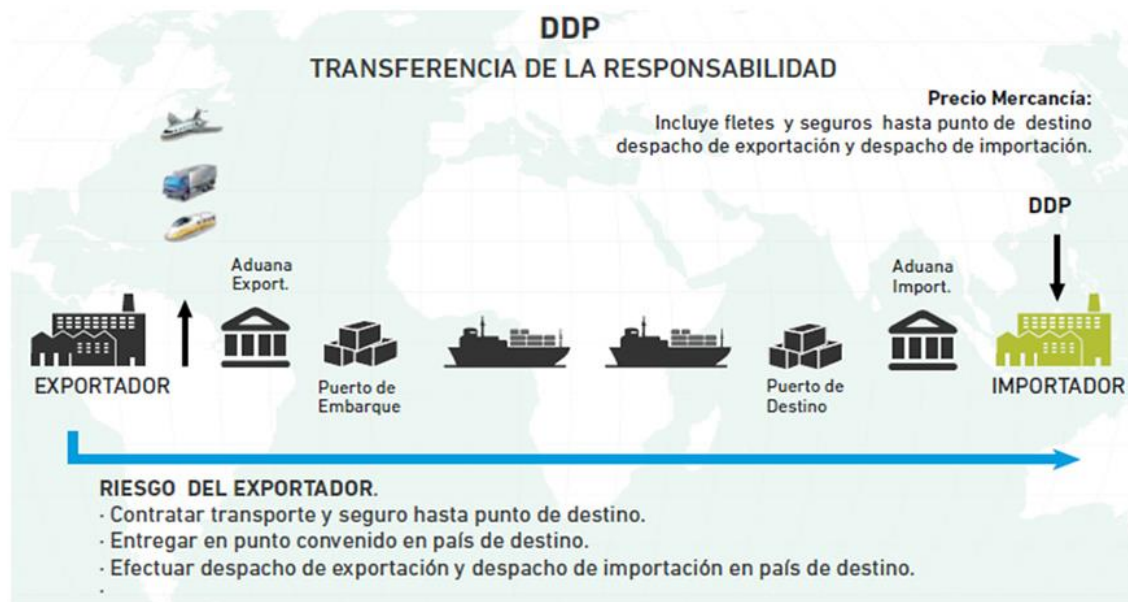 DDP
TRANSFERENCIA DE LA RESPONSABILIDAD
Precio Mercancía:
Incluye fletes y seguros hasta punto de destino
despacho de exportación y despacho de importación.
DDP
Aduana
Export.
Aduana
Import.
EXPORTADOR
Puerto de
Embarque
Puerto de
Destino
IMPORTADOR
RIESGO DEL EXPORTADOR.
· Contratar transporte y seguro hasta punto de destino.
· Entregar en punto convenido en país de destino.
· Efectuar despacho de exportación y despacho de importación en país de destino.
·